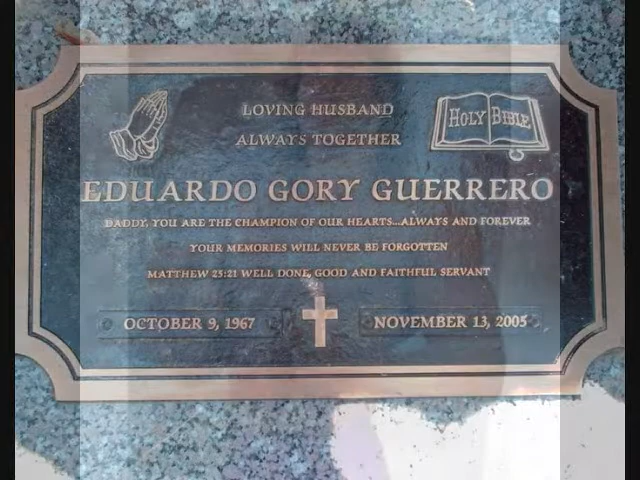 LOVING HUSBAND
ALWAYS TOGETHER
HOLY BIBLE
EDUARDO GORY GUERRERO
DADDY, YOU ARE THE CHAMPION OF OUR HEARTS...ALWAYS AND FOREVER
YOUR MEMORIES WILL NEVER BE FORGOTTEN
MATTHEW 25:21 WELL DONE, GOOD AND FAITHFUL SERVANT
OCTOBER 9, 1967
NOVEMBER 13, 2005